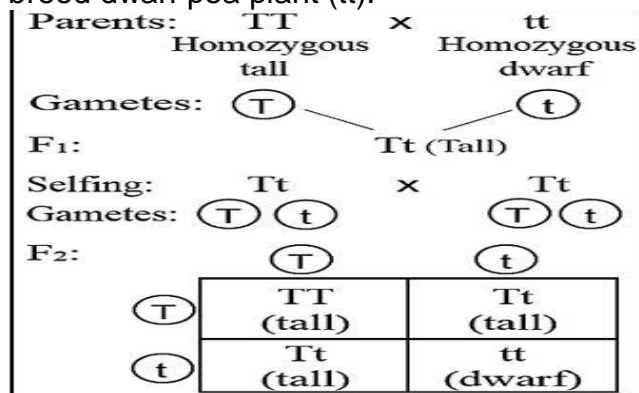 breed dwarf pea plant (tt).
Parents: TT × tt
Homozygous Homozygous
tall dwarf
Gametes: T t
F₁: Tt (Tall)
Selfing: Tt × Tt
Gametes: T t T t
F₂: T t
T TT Tt
(tall) (tall)
t Tt tt
(tall) (dwarf)